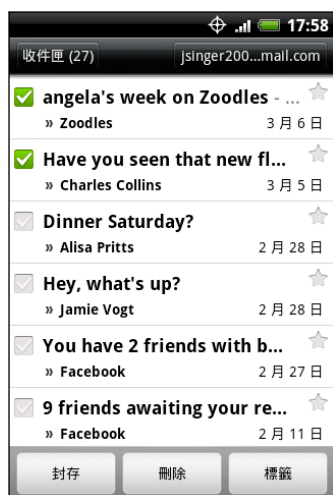 17:58
收件匣 (27) jsinger200...mail.com
angela's week on Zoodles - ...
» Zoodles 3 月 6 日
Have you seen that new fl...
» Charles Collins 3 月 5 日
Dinner Saturday?
» Alisa Pritts 2 月 28 日
Hey, what's up?
» Jamie Vogt 2 月 28 日
You have 2 friends with b...
» Facebook 2 月 27 日
9 friends awaiting your re...
» Facebook 2 月 11 日
封存 刪除 標籤